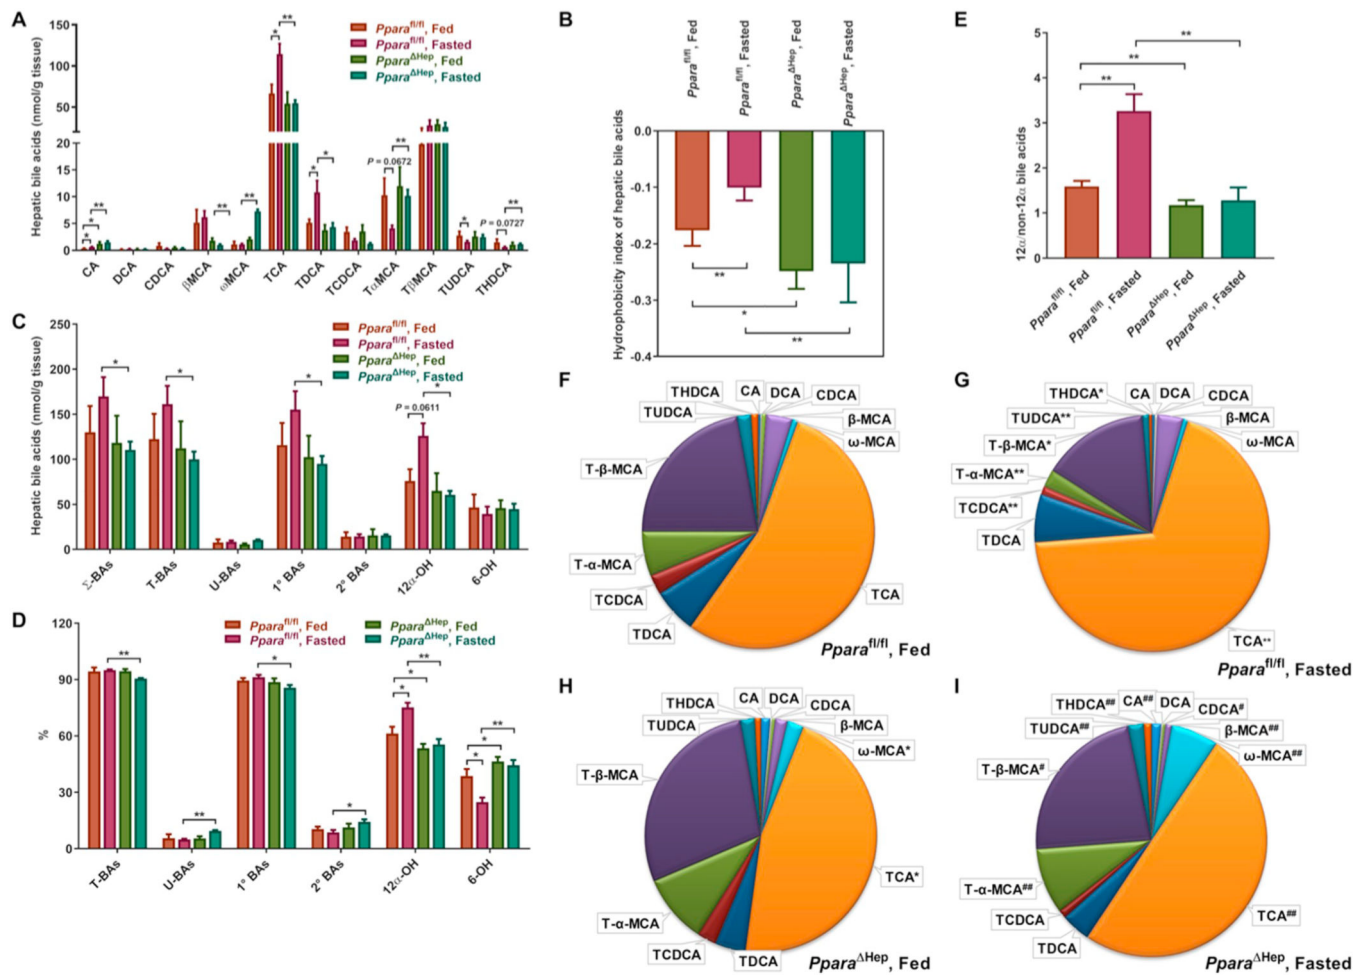 A
Hepatic bile acids (nmol/g tissue)
150
100
50
20
15
10
5
0
Ppara^fl/fl, Fed
Ppara^fl/fl, Fasted
Ppara^ΔHep, Fed
Ppara^ΔHep, Fasted
**
*
*
**
**
**
*
*
P = 0.0672
**
*
P = 0.0727
**
**
*
*
CA
DCA
CDCA
βMCA
ωMCA
TCA
TDCA
TCDCA
TαMCA
TβMCA
TUDCA
THDCA
B
Ppara^fl/fl, Fed
Ppara^fl/fl, Fasted
Ppara^ΔHep, Fed
Ppara^ΔHep, Fasted
Hydrophobicity index of hepatic bile acids
0.0
-0.1
-0.2
-0.3
-0.4
**
*
**
E
12α/non-12α bile acids
5
4
3
2
1
0
**
**
**
Ppara^fl/fl, Fed
Ppara^fl/fl, Fasted
Ppara^ΔHep, Fed
Ppara^ΔHep, Fasted
C
Hepatic bile acids (nmol/g tissue)
250
200
150
100
50
0
Ppara^fl/fl, Fed
Ppara^fl/fl, Fasted
Ppara^ΔHep, Fed
Ppara^ΔHep, Fasted
*
*
*
*
P = 0.0611
Σ-BAs
T-BAs
U-BAs
1° BAs
2° BAs
12α-OH
6-OH
D
%
120
90
60
30
0
Ppara^fl/fl, Fed
Ppara^fl/fl, Fasted
Ppara^ΔHep, Fed
Ppara^ΔHep, Fasted
**
**
*
*
**
*
*
**
*
*
T-BAs
U-BAs
1° BAs
2° BAs
12α-OH
6-OH
F
THDCA
CA
DCA
CDCA
TUDCA
β-MCA
ω-MCA
T-β-MCA
T-α-MCA
TCDCA
TDCA
TCA
Ppara^fl/fl, Fed
G
THDCA*
CA
DCA
CDCA
TUDCA**
β-MCA
ω-MCA
T-β-MCA*
T-α-MCA**
TCDCA**
TDCA
TCA**
Ppara^fl/fl, Fasted
H
THDCA
CA
DCA
CDCA
TUDCA
β-MCA
ω-MCA*
T-β-MCA
TCA*
T-α-MCA
TCDCA
TDCA
Ppara^ΔHep, Fed
I
THDCA##
CA##
DCA
CDCA#
TUDCA##
β-MCA##
ω-MCA##
T-β-MCA#
T-α-MCA##
TCDCA
TDCA
TCA##
Ppara^ΔHep, Fasted